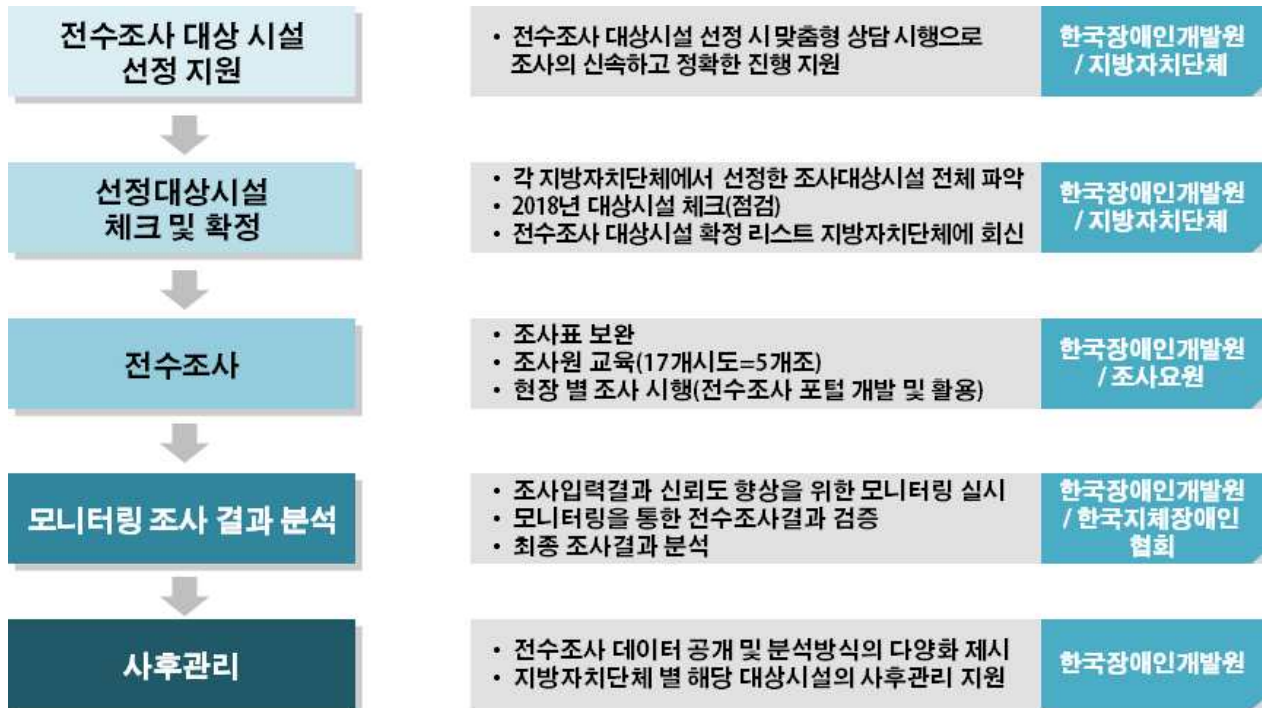 전수조사 대상 시설
선정 지원
• 전수조사 대상시설 선정 시 맞춤형 상담 시행으로
조사의 신속하고 정확한 진행 지원
한국장애인개발원
/ 지방자치단체
선정대상시설
체크 및 확정
• 각 지방자치단체에서 선정한 조사대상시설 전체 파악
• 2018년 대상시설 체크(점검)
• 전수조사 대상시설 확정 리스트 지방자치단체에 회신
한국장애인개발원
/ 지방자치단체
전수조사
• 조사표 보완
• 조사원 교육(17개시도=5개조)
• 현장 별 조사 시행(전수조사 포털 개발 및 활용)
한국장애인개발원
/ 조사요원
모니터링 조사 결과 분석
• 조사입력결과 신뢰도 향상을 위한 모니터링 실시
• 모니터링을 통한 전수조사결과 검증
• 최종 조사결과 분석
한국장애인개발원
/ 한국지체장애인
협회
사후관리
• 전수조사 데이터 공개 및 분석방식의 다양화 제시
• 지방자치단체 별 해당 대상시설의 사후관리 지원
한국장애인개발원